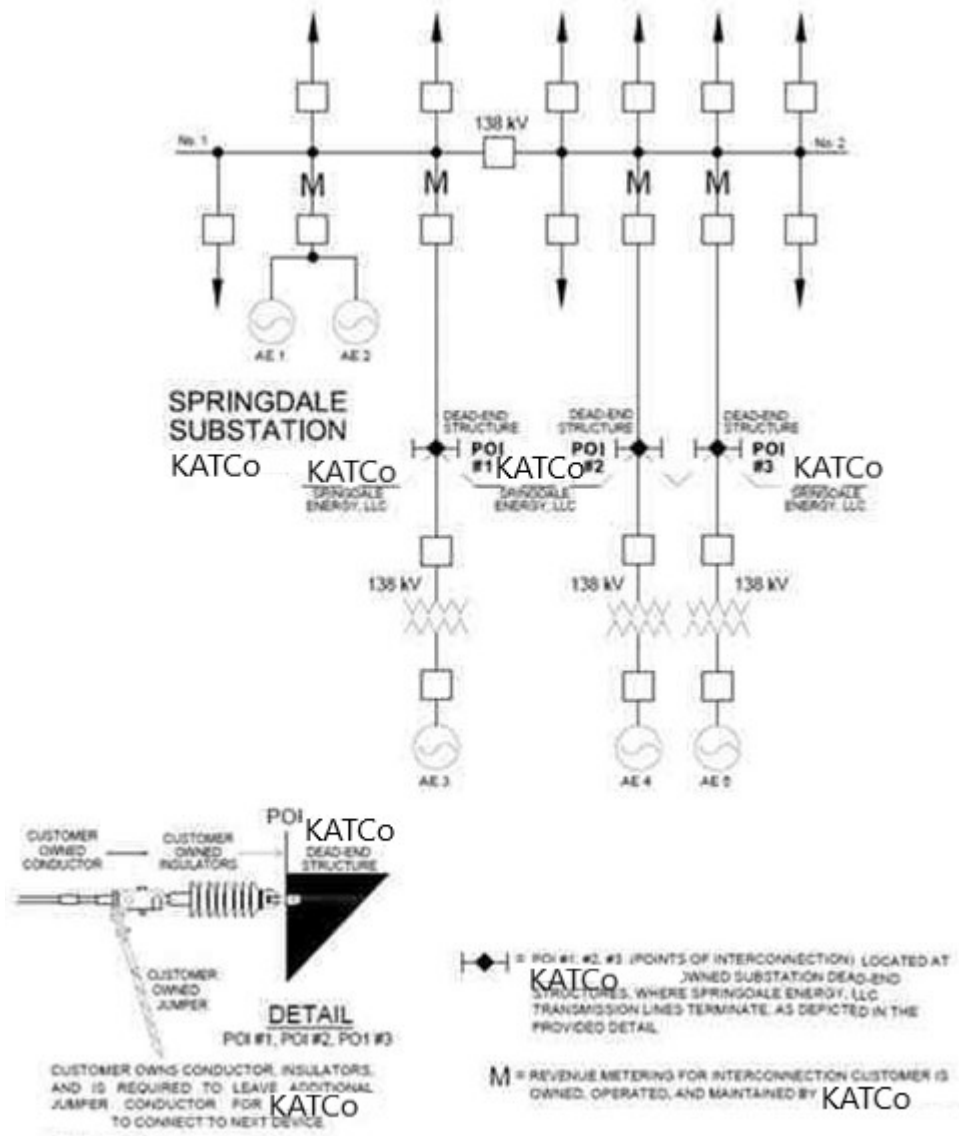 138 kV
No. 1
No. 2
M
M
M
M
AE 1
AE 2
SPRINGDALE
SUBSTATION
KATCo
DEAD-END
STRUCTURE
POI
#1
KATCo
SPRINGDALE
ENERGY, LLC
DEAD-END
STRUCTURE
POI
#2
KATCo
SPRINGDALE
ENERGY, LLC
DEAD-END
STRUCTURE
POI
#3
KATCo
SPRINGDALE
ENERGY, LLC
138 kV
138 kV
138 kV
AE 3
AE 4
AE 5
POI
KATCo
DEAD-END
STRUCTURE
CUSTOMER
OWNED
CONDUCTOR
CUSTOMER
OWNED
INSULATORS
CUSTOMER
OWNED
JUMPER
DETAIL
POI #1, POI #2, PO1 #3
CUSTOMER OWNS CONDUCTOR, INSULATORS,
AND IS REQUIRED TO LEAVE ADDITIONAL
JUMPER CONDUCTOR FOR KATCo
TO CONNECT TO NEXT DEVICE
= POI #1, #2, #3 (POINTS OF INTERCONNECTION) LOCATED AT
KATCo OWNED SUBSTATION DEAD-END
STRUCTURES, WHERE SPRINGDALE ENERGY, LLC
TRANSMISSION LINES TERMINATE, AS DEPICTED IN THE
PROVIDED DETAIL
M = REVENUE METERING FOR INTERCONNECTION CUSTOMER IS
OWNED, OPERATED, AND MAINTAINED BY KATCo